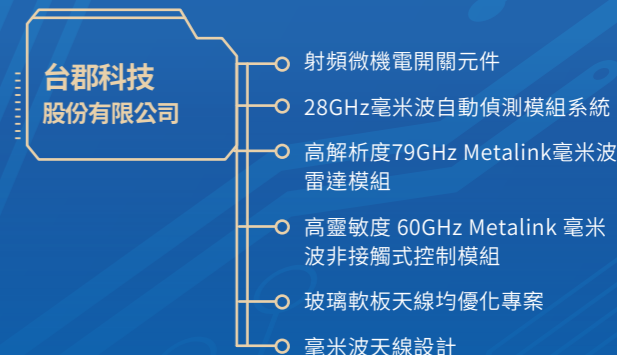 台郡科技
股份有限公司
射頻微機電開關元件
28GHz毫米波自動偵測模組系統
高解析度79GHz Metalink毫米波
雷達模組
高靈敏度 60GHz Metalink 毫米
波非接觸式控制模組
玻璃軟板天線均優化專案
毫米波天線設計